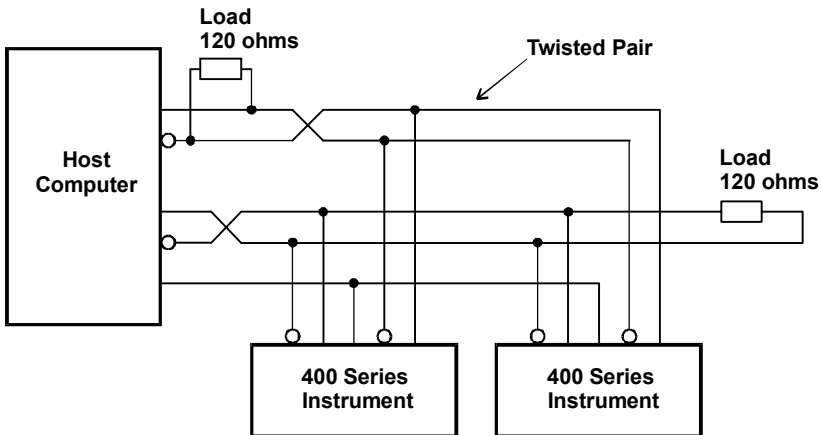 Load
120 ohms
Twisted Pair
Host
Computer
Load
120 ohms
400 Series
Instrument
400 Series
Instrument